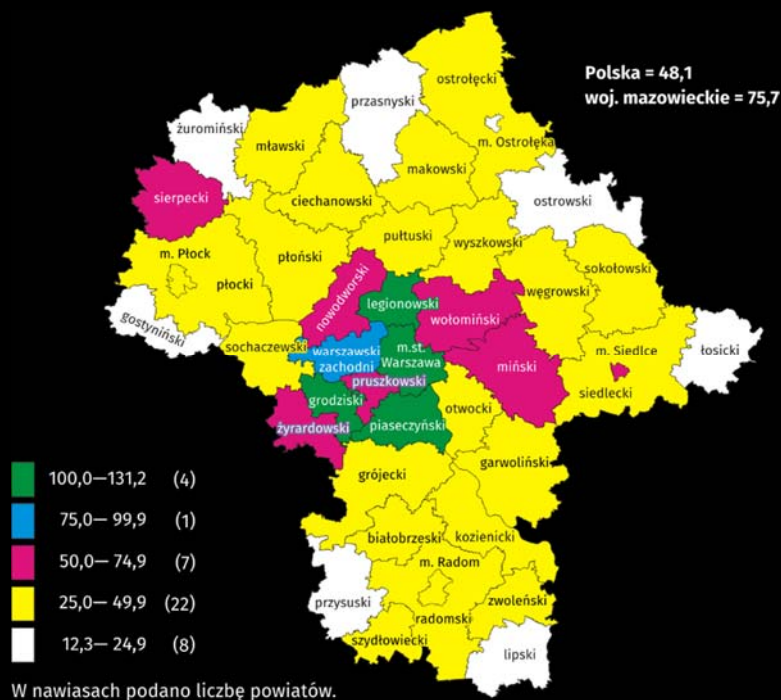 Polska = 48,1
woj. mazowieckie = 75,7
ostrołęcki
przasnyski
żuromiński
mławski
m. Ostrołęka
makowski
sierpecki
ciechanowski
ostrowski
m. Płock
płocki
płoński
pułtuski
wyszkowski
sokołowski
węgrowski
nowodworski
legionowski
wołomiński
gostyniński
sochaczewski
warszawski
zachodni
m.st.
Warszawa
miński
m. Siedlce
łosicki
pruszkowski
grodziski
otwocki
siedlecki
żyrardowski
piaseczyński
garwoliński
grójecki
białobrzeski
kozienicki
m. Radom
przysuski
zwoleński
radomski
szydłowiecki
lipski
100,0—131,2 (4)
75,0— 99,9 (1)
50,0— 74,9 (7)
25,0— 49,9 (22)
12,3— 24,9 (8)
W nawiasach podano liczbę powiatów.